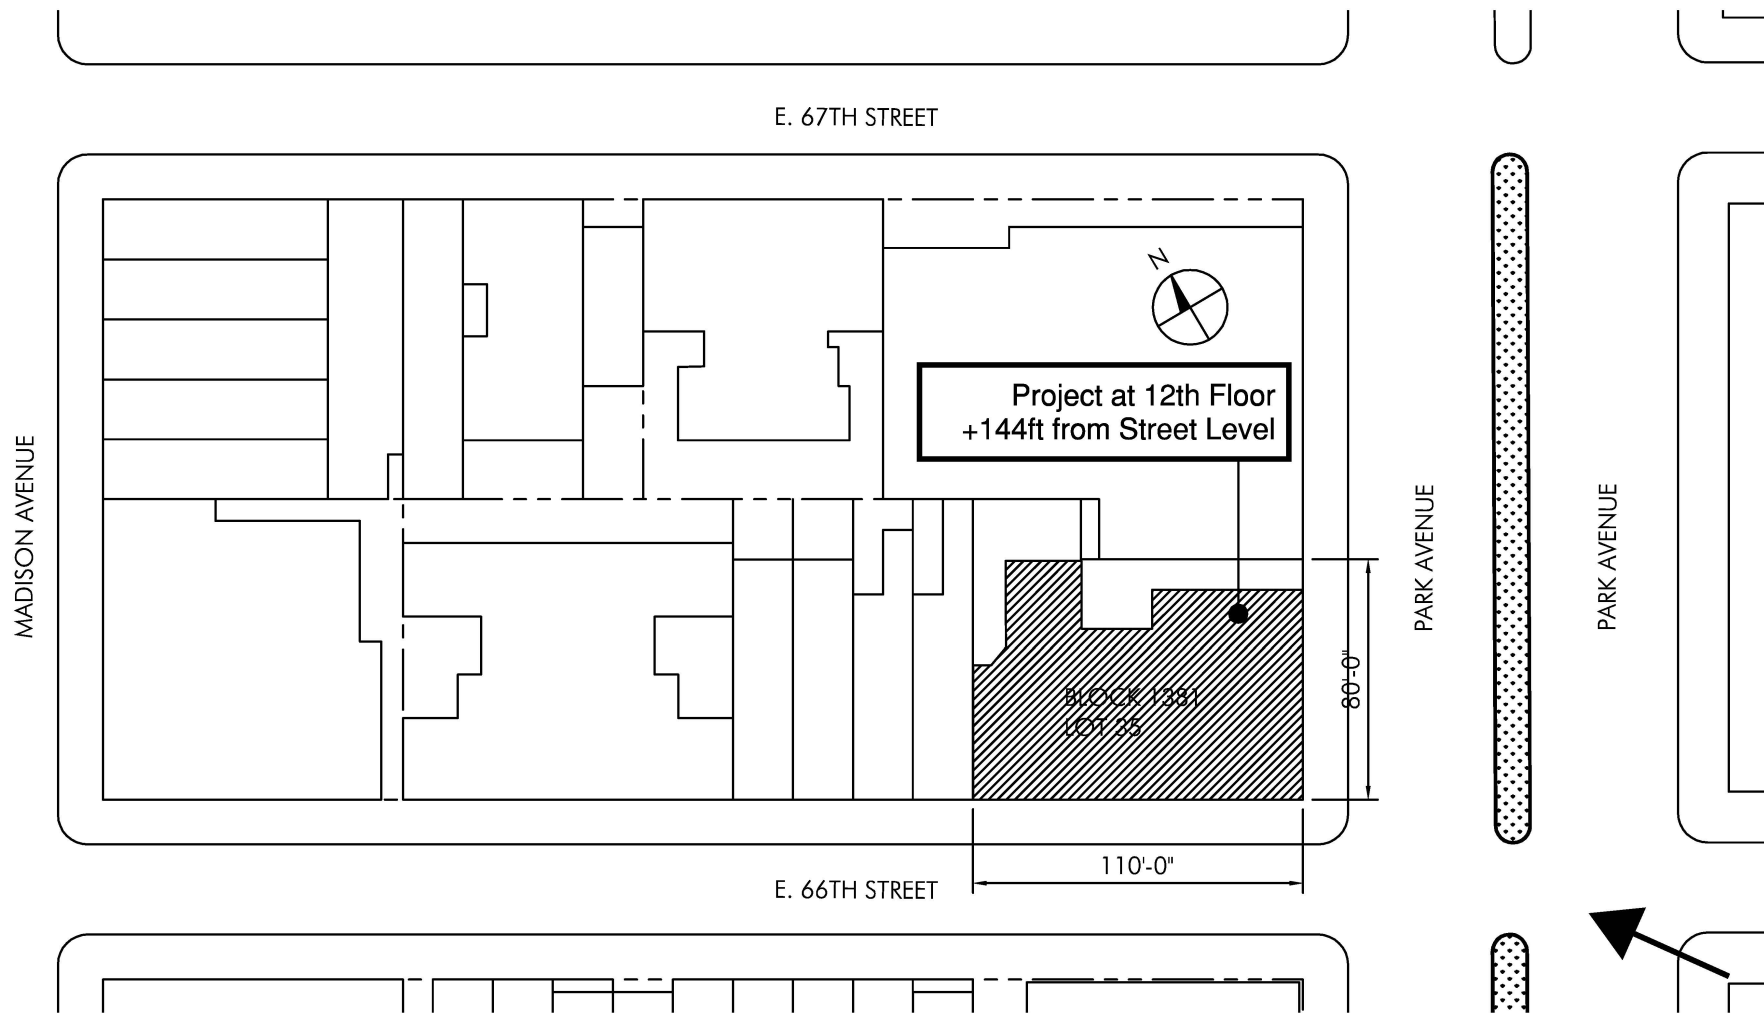 E. 67TH STREET
N
Project at 12th Floor
+144ft from Street Level
MADISON AVENUE
PARK AVENUE
PARK AVENUE
80'-0"
BLOCK 1381
LOT 35
110'-0"
E. 66TH STREET